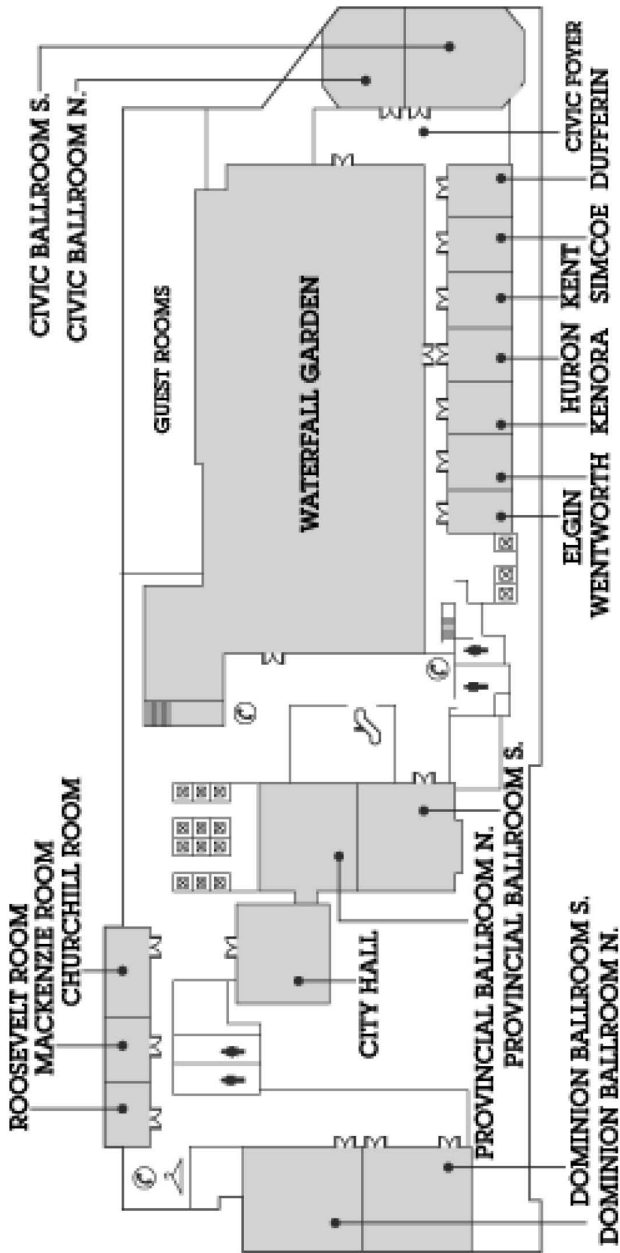 CIVIC BALLROOM S.
CIVIC BALLROOM N.
GUEST ROOMS
WATERFALL GARDEN
CIVIC FOYER
DUFFERIN
SIMCOE
KENT
HURON
KENORA
ELGIN
WENTWORTH
ROOSEVELT ROOM
MACKENZIE ROOM
CHURCHILL ROOM
CITY HALL
PROVINCIAL BALLROOM N.
PROVINCIAL BALLROOM S.
DOMINION BALLROOM S.
DOMINION BALLROOM N.